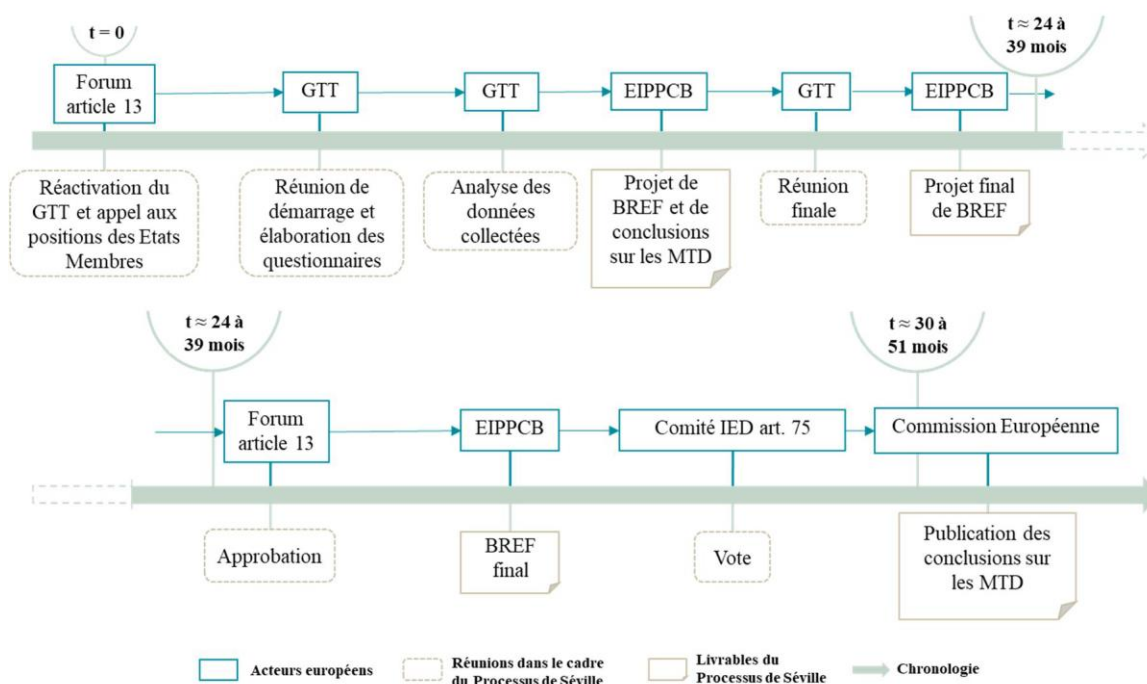 t = 0
t ≈ 24 à
39 mois
Forum
article 13
GTT
GTT
EIPPCB
GTT
EIPPCB
Réactivation du
GTT et appel aux
positions des Etats
Membres
Réunion de
démarrage et
élaboration des
questionnaires
Analyse des
données
collectées
Projet de
BREF et de
conclusions
sur les MTD
Réunion
finale
Projet final
de BREF
t ≈ 24 à
39 mois
t ≈ 30 à
51 mois
Forum
article 13
EIPPCB
Comité IED art. 75
Commission Européenne
Approbation
BREF
final
Vote
Publication des
conclusions sur
les MTD
Acteurs européens
Réunions dans le cadre
du Processus de Séville
Livrables du
Processus de Séville
Chronologie